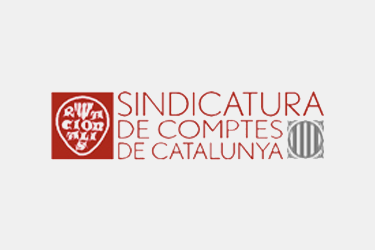 SINDICATURA
DE COMPTES
DE CATALUNYA